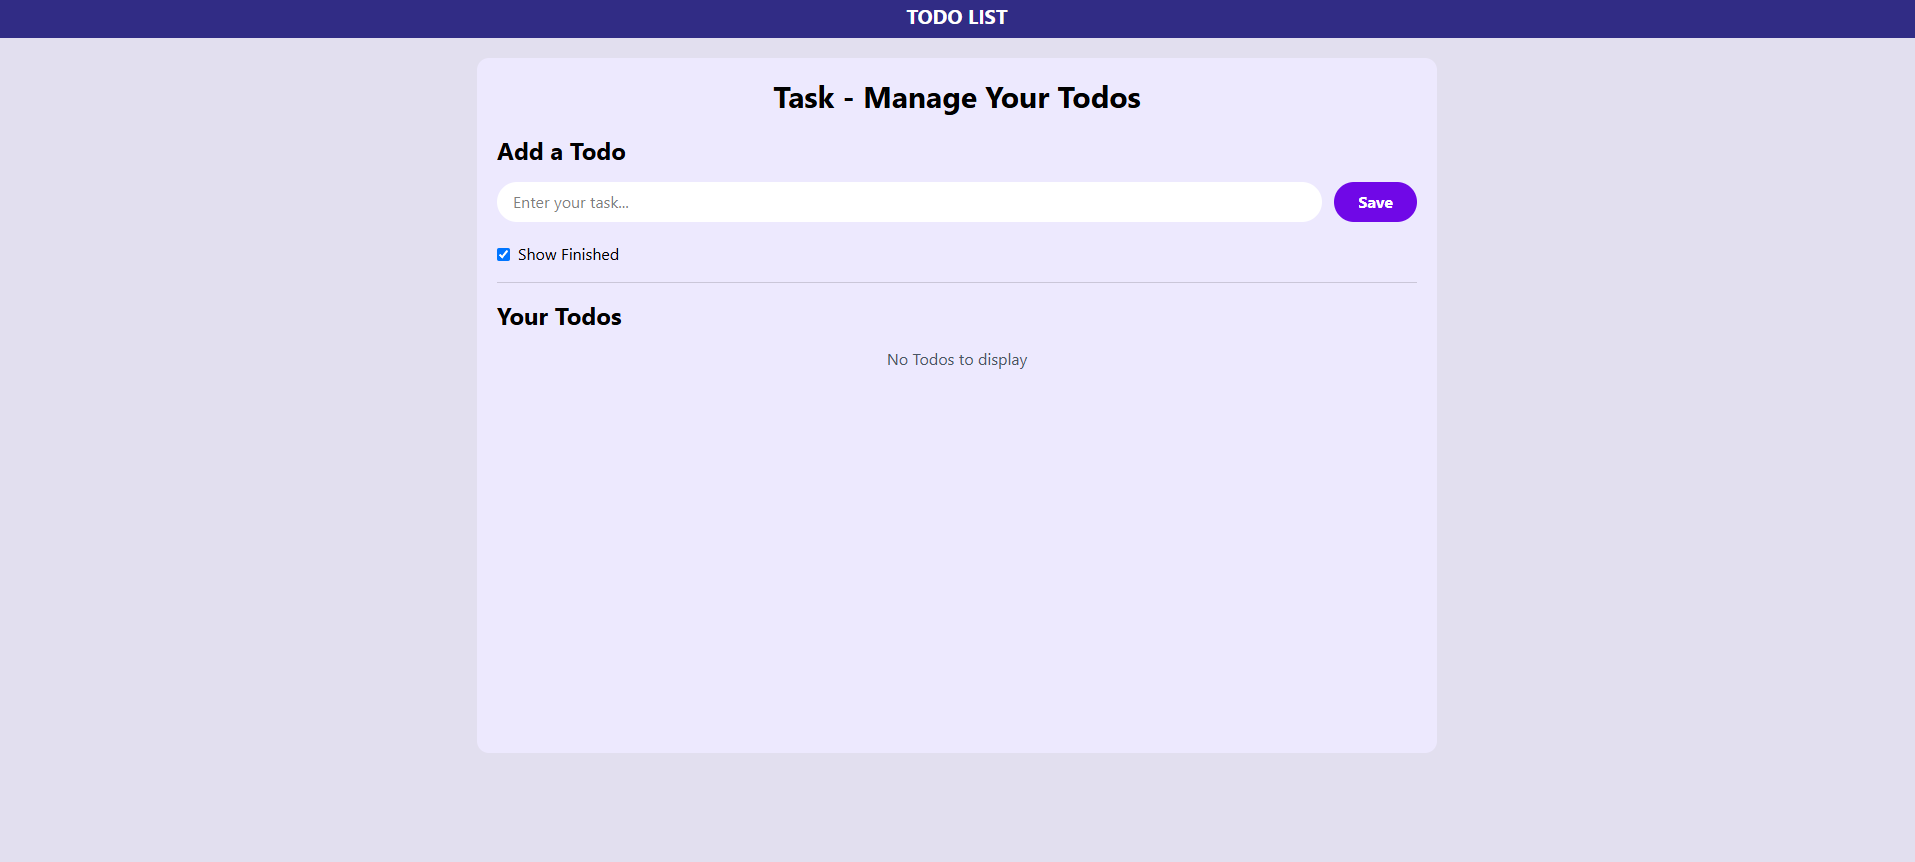 TODO LIST
Task - Manage Your Todos
Add a Todo
Enter your task...
Save
Show Finished
Your Todos
No Todos to display